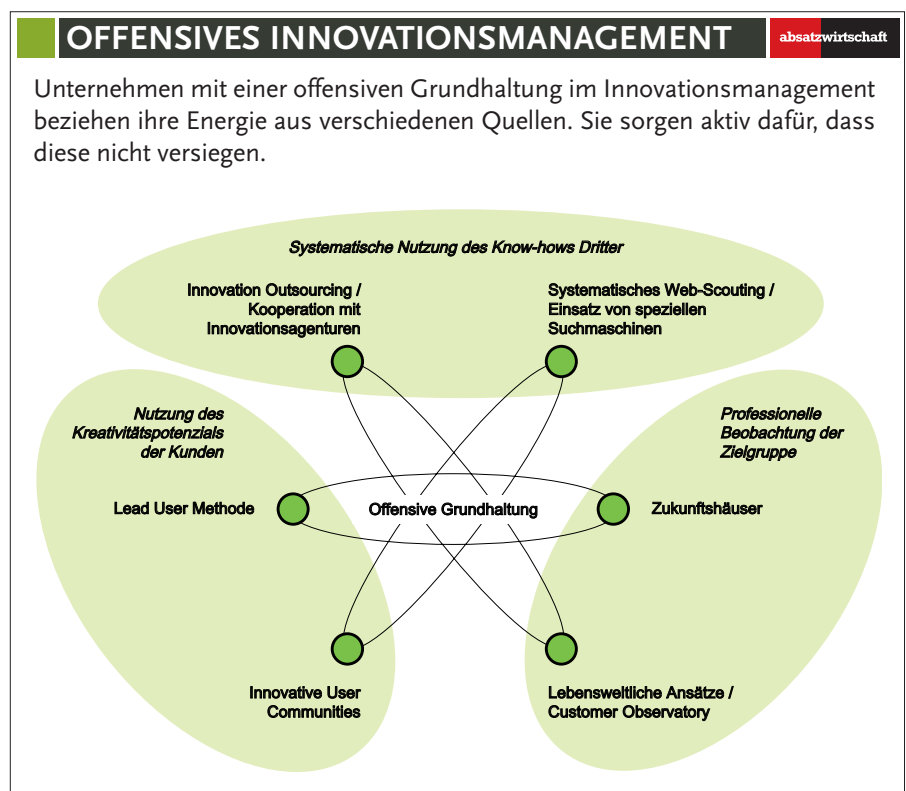 OFFENSIVES INNOVATIONSMANAGEMENT
absatzwirtschaft
Unternehmen mit einer offensiven Grundhaltung im Innovationsmanagement
beziehen ihre Energie aus verschiedenen Quellen. Sie sorgen aktiv dafür, dass
diese nicht versiegen.
Systematische Nutzung des Know-hows Dritter
Innovation Outsourcing /
Kooperation mit
Innovationsagenturen
Systematisches Web-Scouting /
Einsatz von speziellen
Suchmaschinen
Nutzung des
Kreativitätspotenzials
der Kunden
Professionelle
Beobachtung der
Zielgruppe
Lead User Methode
Offensive Grundhaltung
Zukunftshäuser
Innovative User
Communities
Lebensweltliche Ansätze /
Customer Observatory